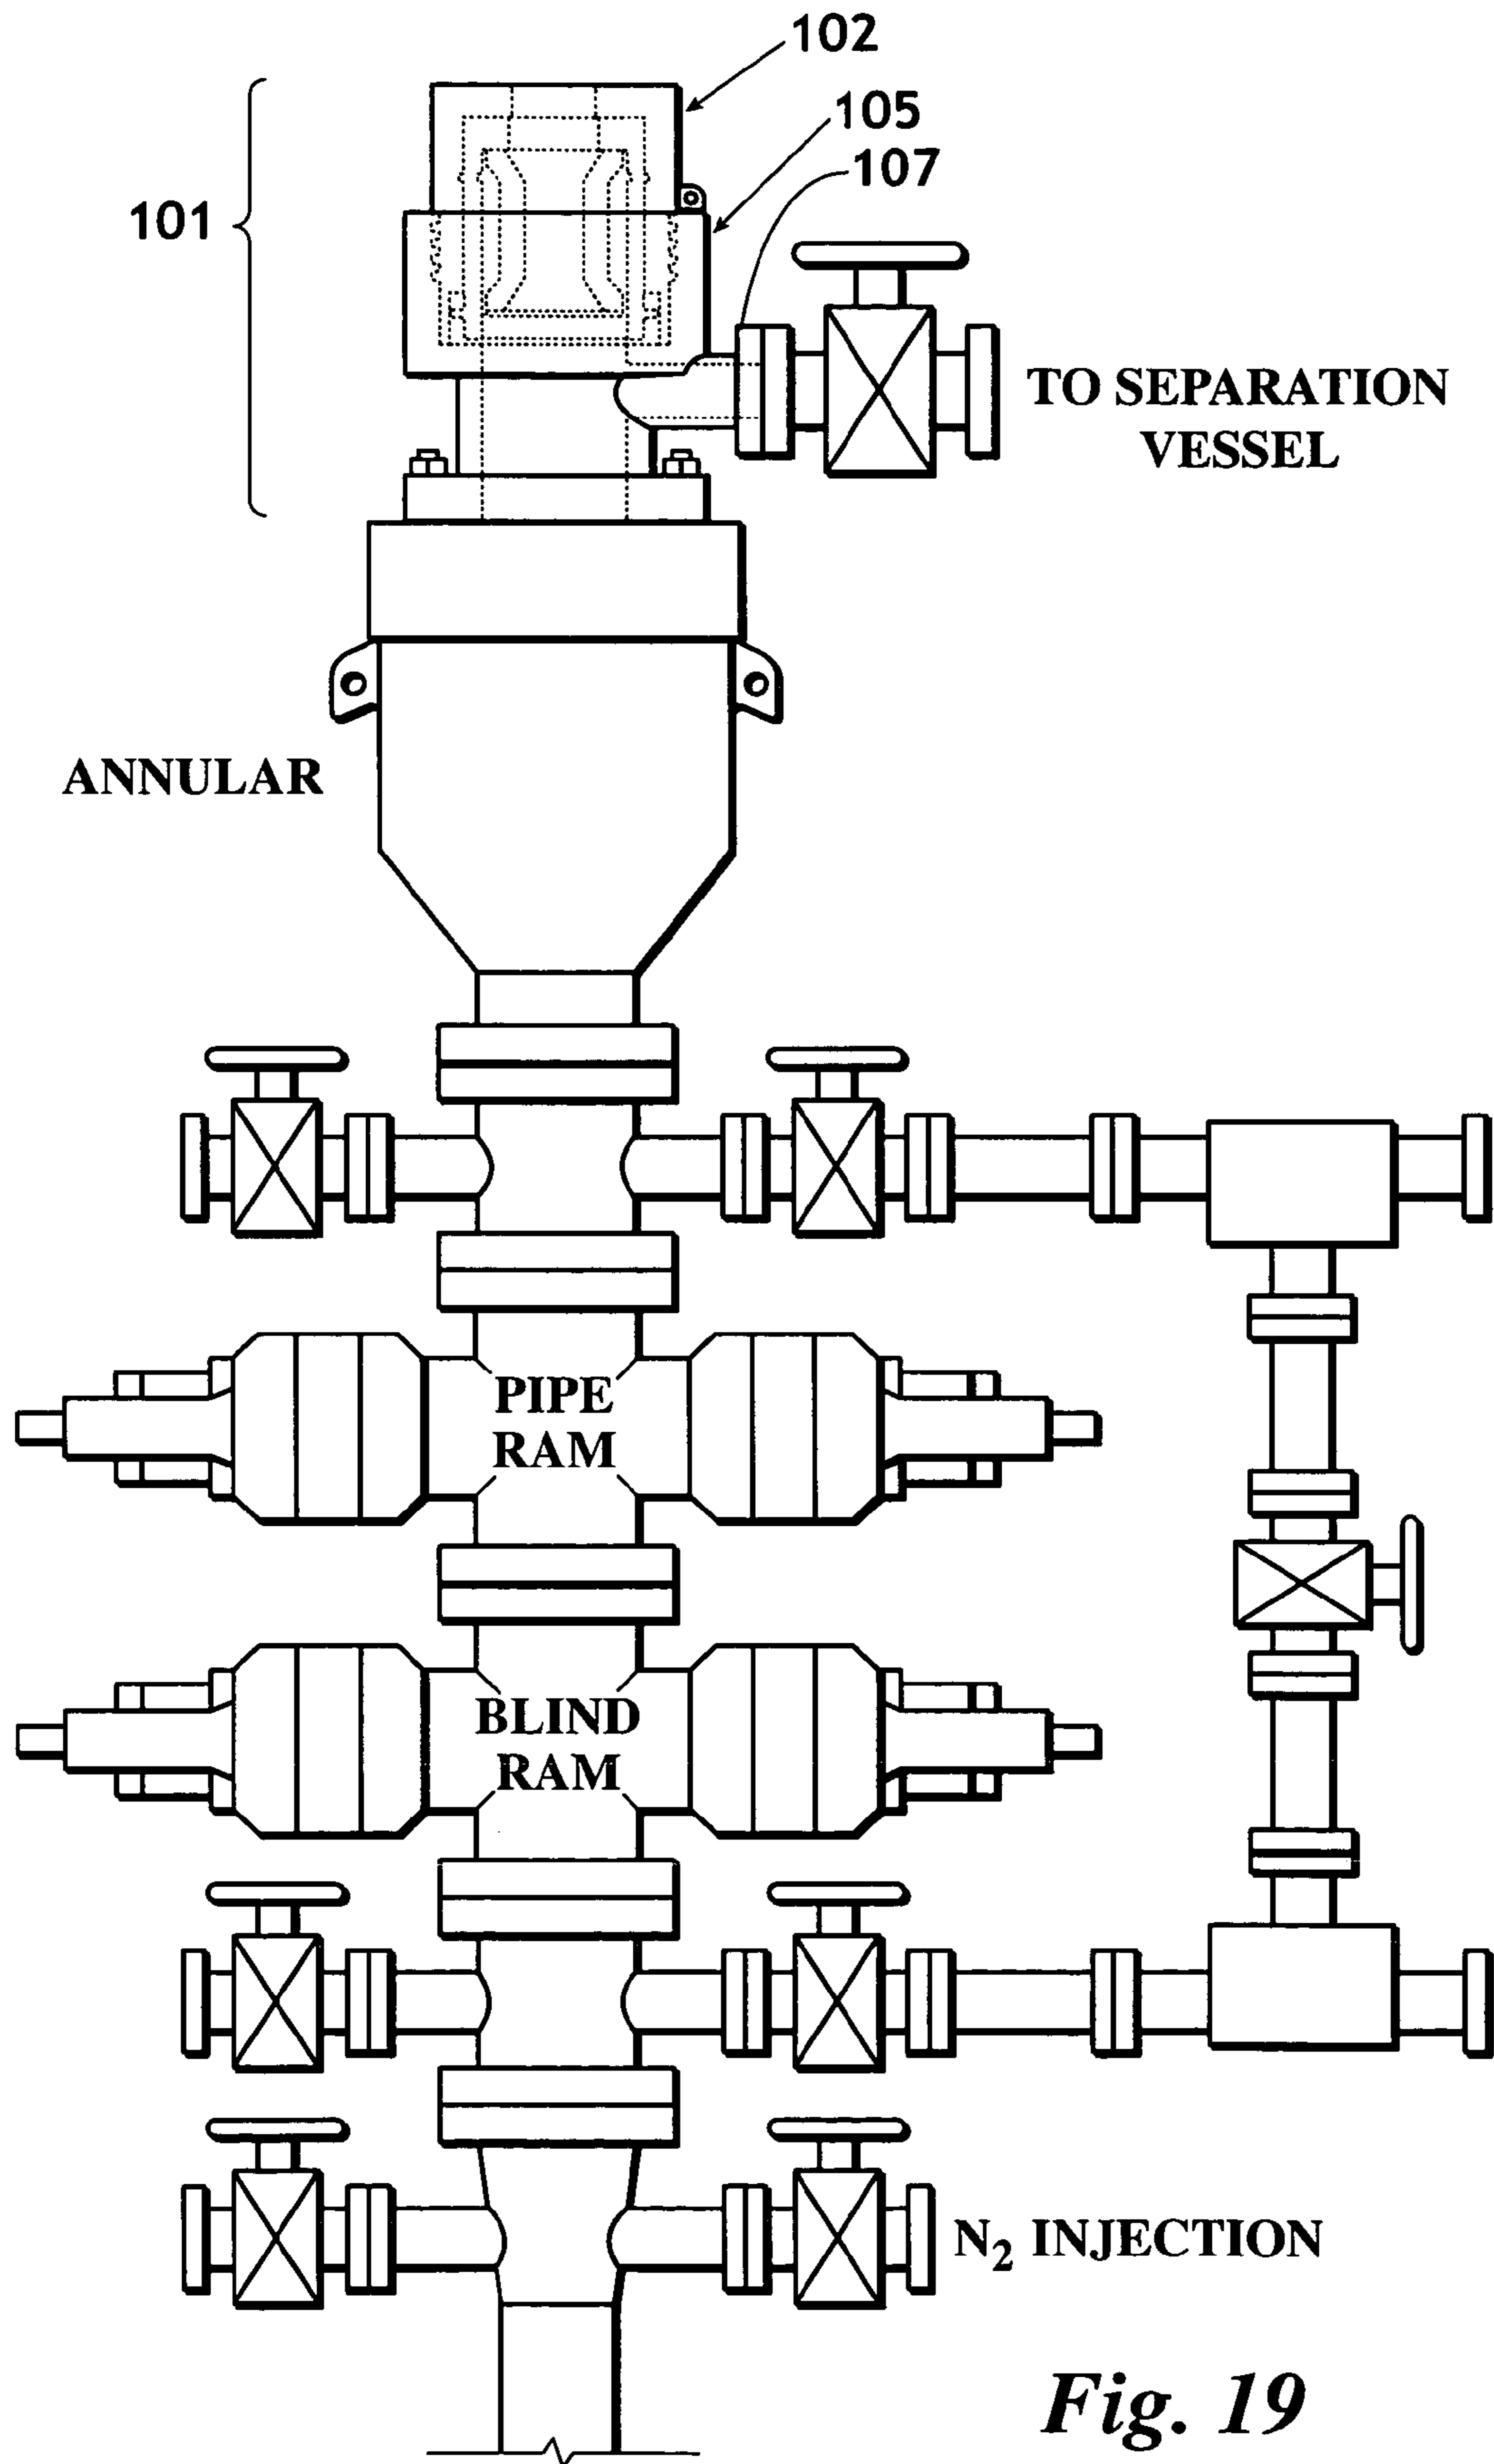 102
105
107
101
TO SEPARATION
VESSEL
ANNULAR
PIPE
RAM
BLIND
RAM
N₂ INJECTION
Fig. 19